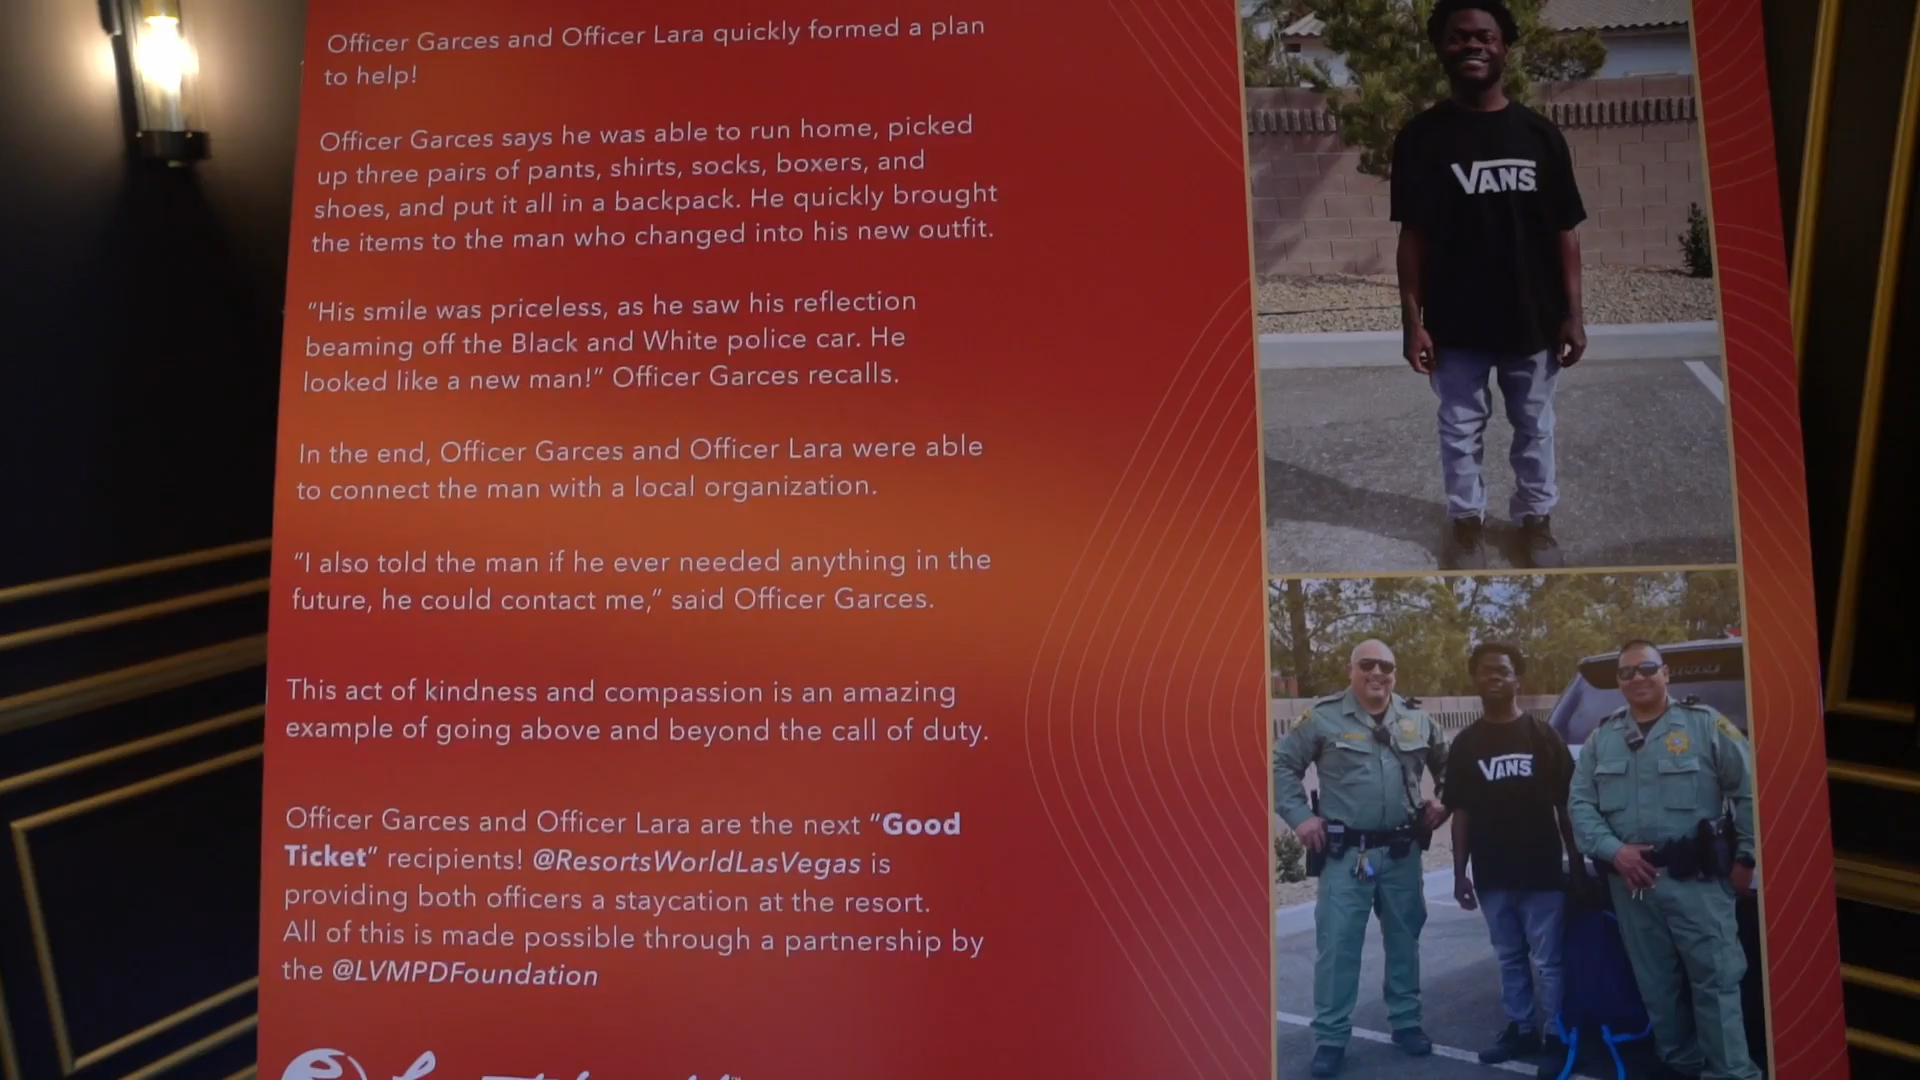 Officer Garces and Officer Lara quickly formed a plan
to help!
Officer Garces says he was able to run home, picked
up three pairs of pants, shirts, socks, boxers, and
shoes, and put it all in a backpack. He quickly brought
the items to the man who changed into his new outfit.
“His smile was priceless, as he saw his reflection
beaming off the Black and White police car. He
looked like a new man!” Officer Garces recalls.
In the end, Officer Garces and Officer Lara were able
to connect the man with a local organization.
“I also told the man if he ever needed anything in the
future, he could contact me,” said Officer Garces.
This act of kindness and compassion is an amazing
example of going above and beyond the call of duty.
Officer Garces and Officer Lara are the next “Good
Ticket” recipients! @ResortsWorldLasVegas is
providing both officers a staycation at the resort.
All of this is made possible through a partnership by
the @LVMPDFoundation
VANS
VANS